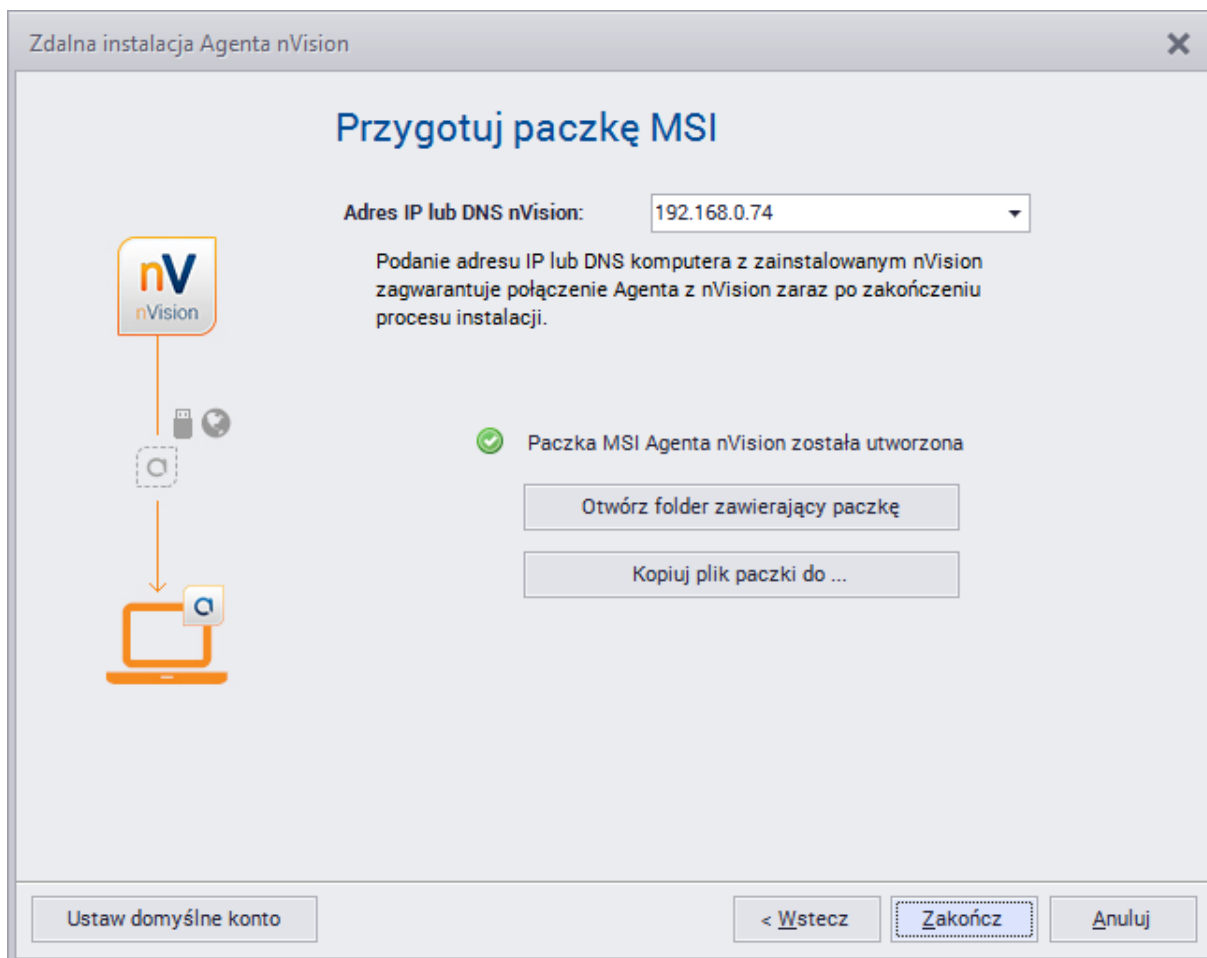 Zdalna instalacja Agenta nVision
Przygotuj paczkę MSI
Adres IP lub DNS nVision:
192.168.0.74
Podanie adresu IP lub DNS komputera z zainstalowanym nVision
zagwarantuje połączenie Agenta z nVision zaraz po zakończeniu
procesu instalacji.
nV
nVision
Paczka MSI Agenta nVision została utworzona
Otwórz folder zawierający paczkę
Kopiuj plik paczki do ...
Ustaw domyślne konto
< Wstecz
Zakończ
Anuluj